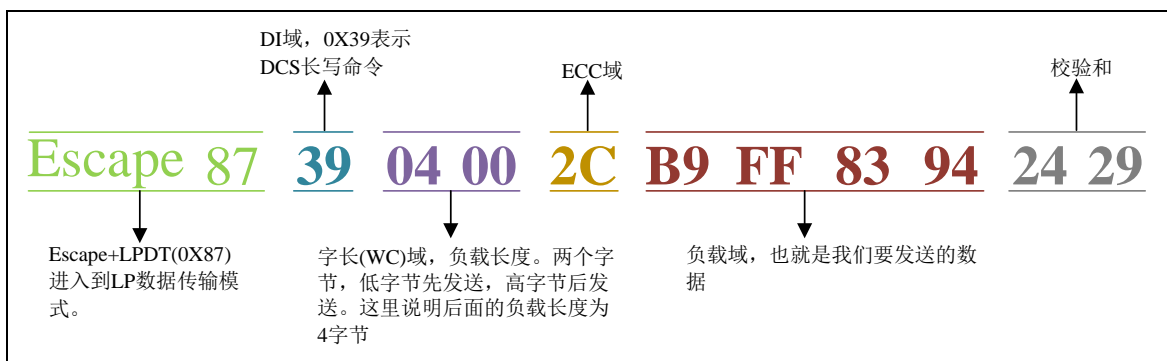 DI域，0X39表示
DCS长写命令
ECC域
校验和
Escape 87 39 04 00 2C B9 FF 83 94 24 29
Escape+LPDT(0X87)
进入到LP数据传输模
式。
字长(WC)域，负载长度。两个字
节，低字节先发送，高字节后发
送。这里说明后面的负载长度为
4字节
负载域，也就是我们要发送的数
据